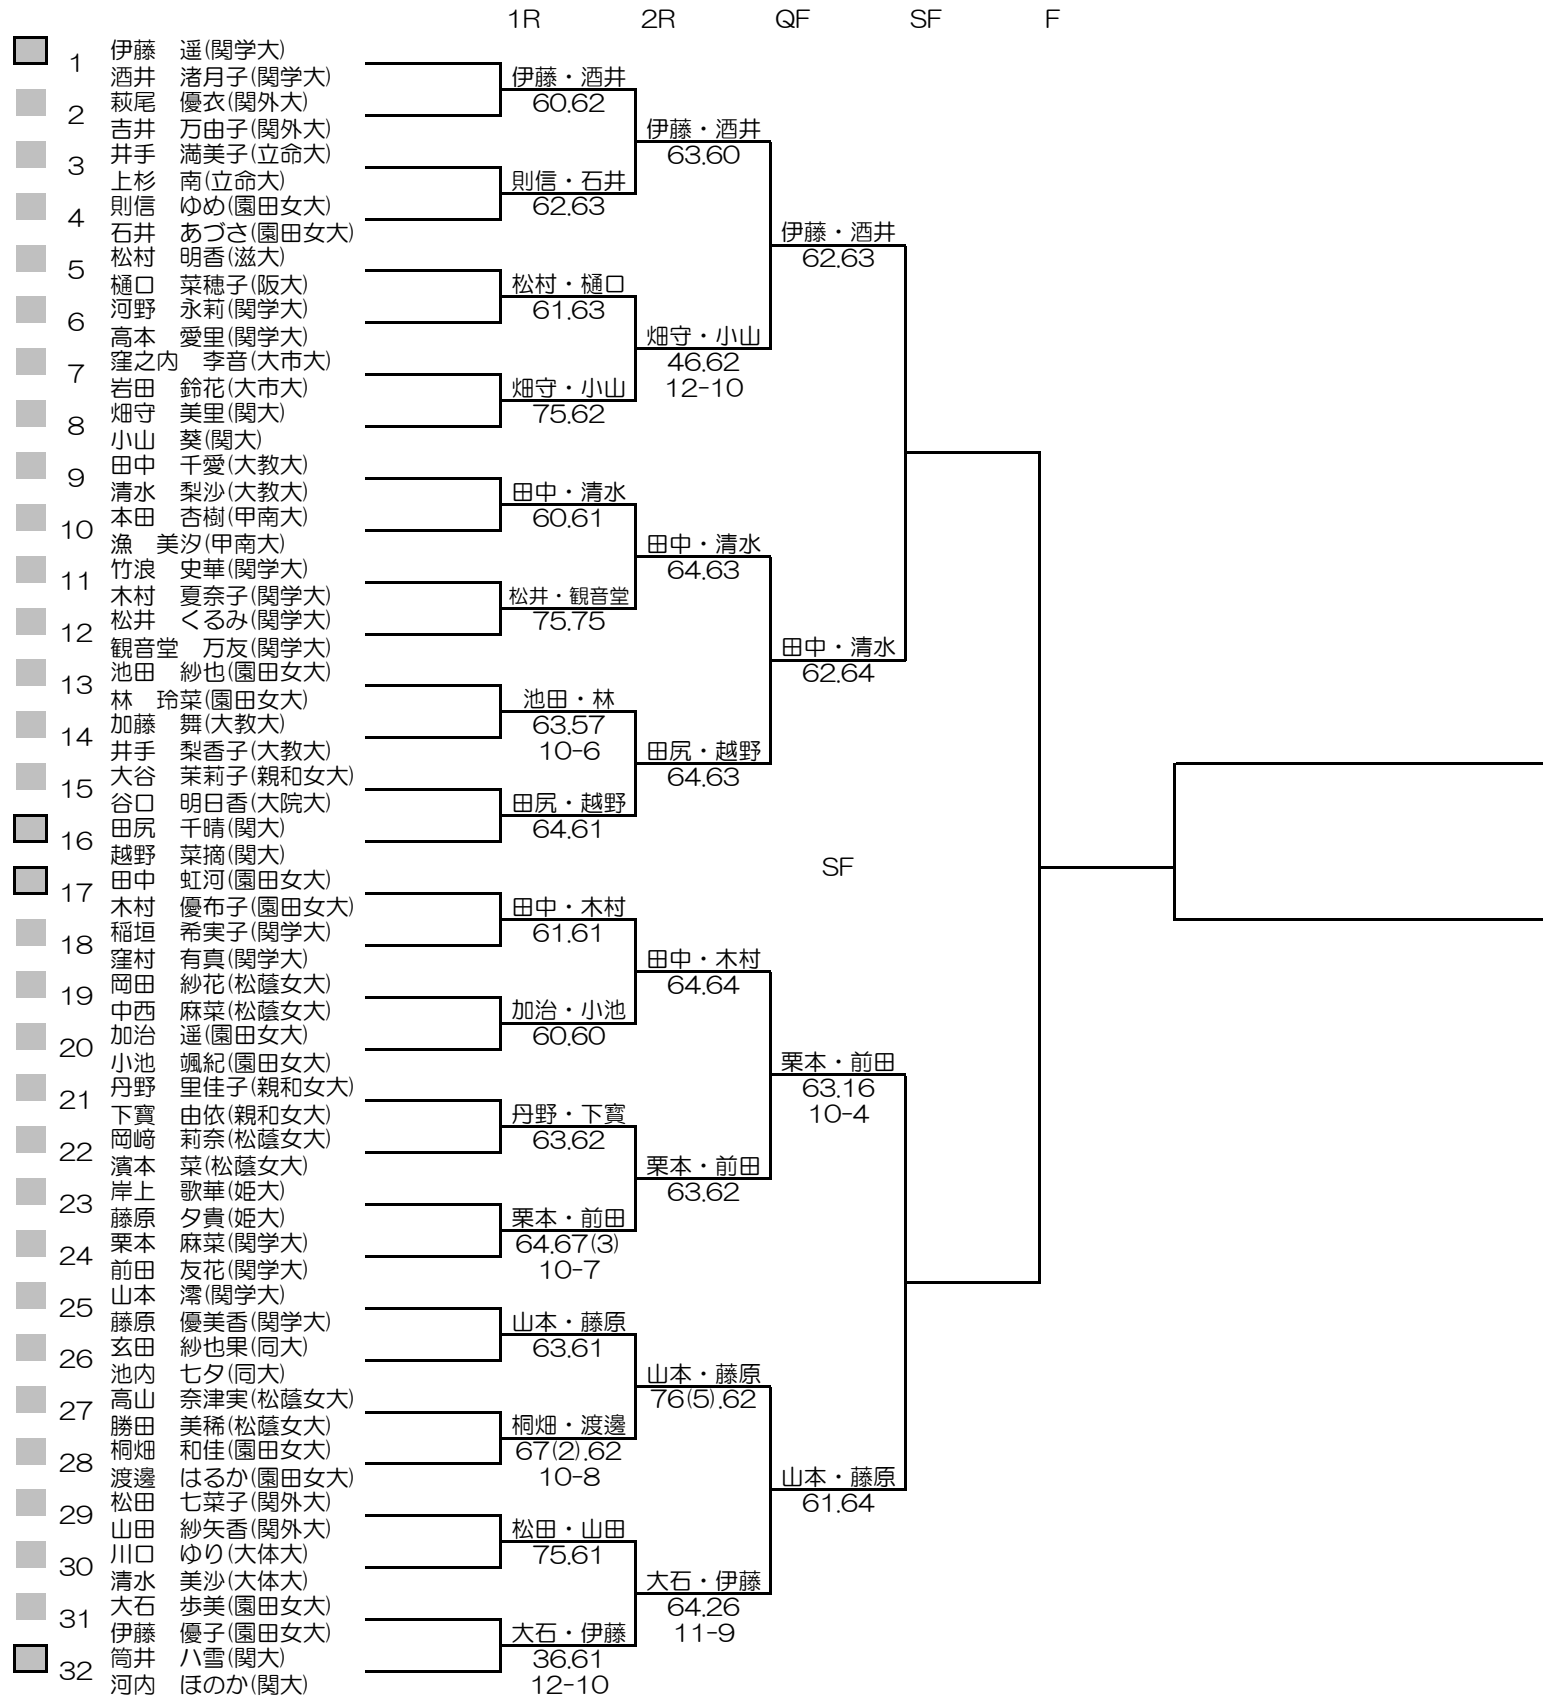 1R 2R QF SF F
1 伊藤　遥(関学大)
酒井　渚月子(関学大)
伊藤・酒井
60.62
2 萩尾　優衣(関外大)
吉井　万由子(関外大)
伊藤・酒井
63.60
3 井手　満美子(立命大)
上杉　南(立命大)
則信・石井
62.63
4 則信　ゆめ(園田女大)
石井　あづさ(園田女大)
伊藤・酒井
62.63
5 松村　明香(滋大)
樋口　菜穂子(阪大)
松村・樋口
61.63
6 河野　永莉(関学大)
高本　愛里(関学大)
畑守・小山
46.62
12-10
7 窪之内　李音(大市大)
岩田　鈴花(大市大)
畑守・小山
75.62
8 畑守　美里(関大)
小山　葵(関大)
9 田中　千愛(大教大)
清水　梨沙(大教大)
田中・清水
60.61
10 本田　杏樹(甲南大)
漁　美汐(甲南大)
田中・清水
64.63
11 竹浪　史華(関学大)
木村　夏奈子(関学大)
松井・観音堂
75.75
12 松井　くるみ(関学大)
観音堂　万友(関学大)
田中・清水
62.64
13 池田　紗也(園田女大)
林　玲菜(園田女大)
池田・林
63.57
10-6
14 加藤　舞(大教大)
井手　梨香子(大教大)
田尻・越野
64.63
15 大谷　茉莉子(親和女大)
谷口　明日香(大院大)
田尻・越野
64.61
16 田尻　千晴(関大)
越野　菜摘(関大)
SF
17 田中　虹河(園田女大)
木村　優布子(園田女大)
田中・木村
61.61
18 稲垣　希実子(関学大)
窪村　有真(関学大)
田中・木村
64.64
19 岡田　紗花(松蔭女大)
中西　麻菜(松蔭女大)
加治・小池
60.60
20 加治　遥(園田女大)
小池　颯紀(園田女大)
栗本・前田
63.16
10-4
21 丹野　里佳子(親和女大)
下寳　由依(親和女大)
丹野・下寳
63.62
22 岡﨑　莉奈(松蔭女大)
濱本　菜(松蔭女大)
栗本・前田
63.62
23 岸上　歌華(姫大)
藤原　夕貴(姫大)
栗本・前田
64.67(3)
10-7
24 栗本　麻菜(関学大)
前田　友花(関学大)
25 山本　澪(関学大)
藤原　優美香(関学大)
山本・藤原
63.61
26 玄田　紗也果(同大)
池内　七夕(同大)
山本・藤原
76(5).62
27 高山　奈津実(松蔭女大)
勝田　美稀(松蔭女大)
桐畑・渡邊
67(2).62
10-8
28 桐畑　和佳(園田女大)
渡邊　はるか(園田女大)
山本・藤原
61.64
29 松田　七菜子(関外大)
山田　紗矢香(関外大)
松田・山田
75.61
30 川口　ゆり(大体大)
清水　美沙(大体大)
大石・伊藤
64.26
11-9
31 大石　歩美(園田女大)
伊藤　優子(園田女大)
大石・伊藤
36.61
12-10
32 筒井　八雪(関大)
河内　ほのか(関大)